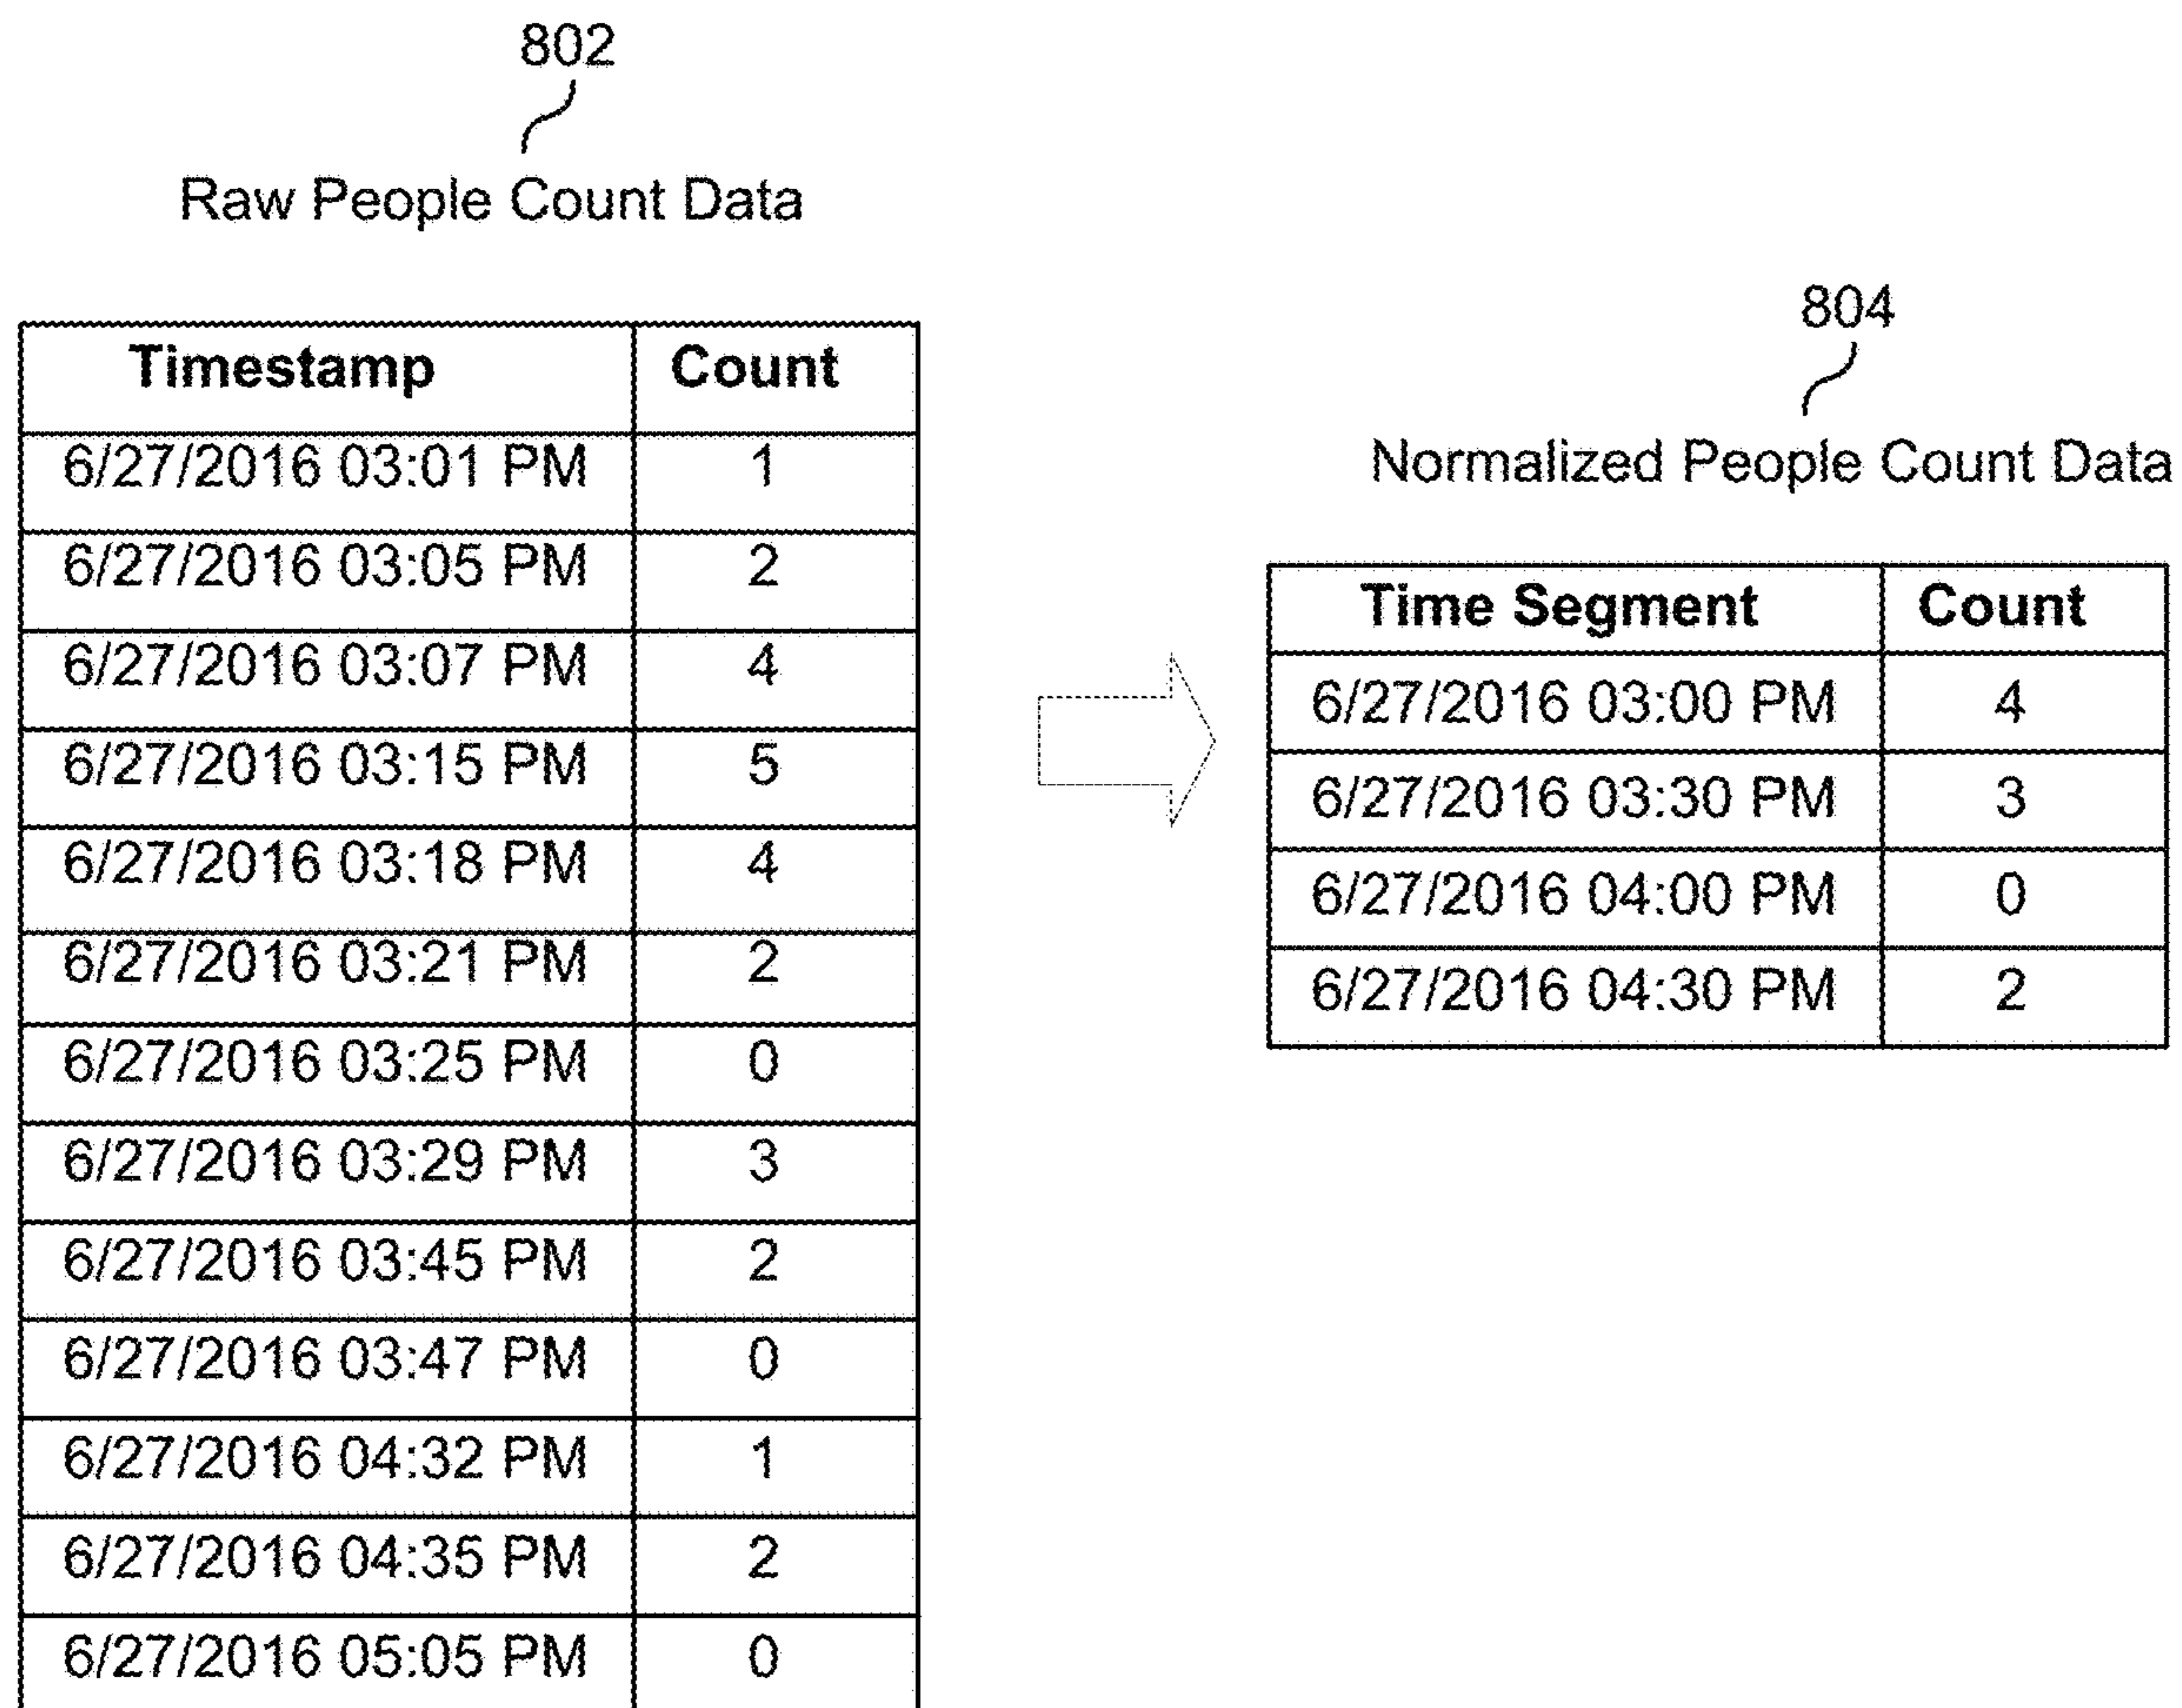 802
Raw People Count Data
Timestamp Count
6/27/2016 03:01 PM 1
6/27/2016 03:05 PM 2
6/27/2016 03:07 PM 4
6/27/2016 03:15 PM 5
6/27/2016 03:18 PM 4
6/27/2016 03:21 PM 2
6/27/2016 03:25 PM 0
6/27/2016 03:29 PM 3
6/27/2016 03:45 PM 2
6/27/2016 03:47 PM 0
6/27/2016 04:32 PM 1
6/27/2016 04:35 PM 2
6/27/2016 05:05 PM 0
804
Normalized People Count Data
Time Segment Count
6/27/2016 03:00 PM 4
6/27/2016 03:30 PM 3
6/27/2016 04:00 PM 0
6/27/2016 04:30 PM 2